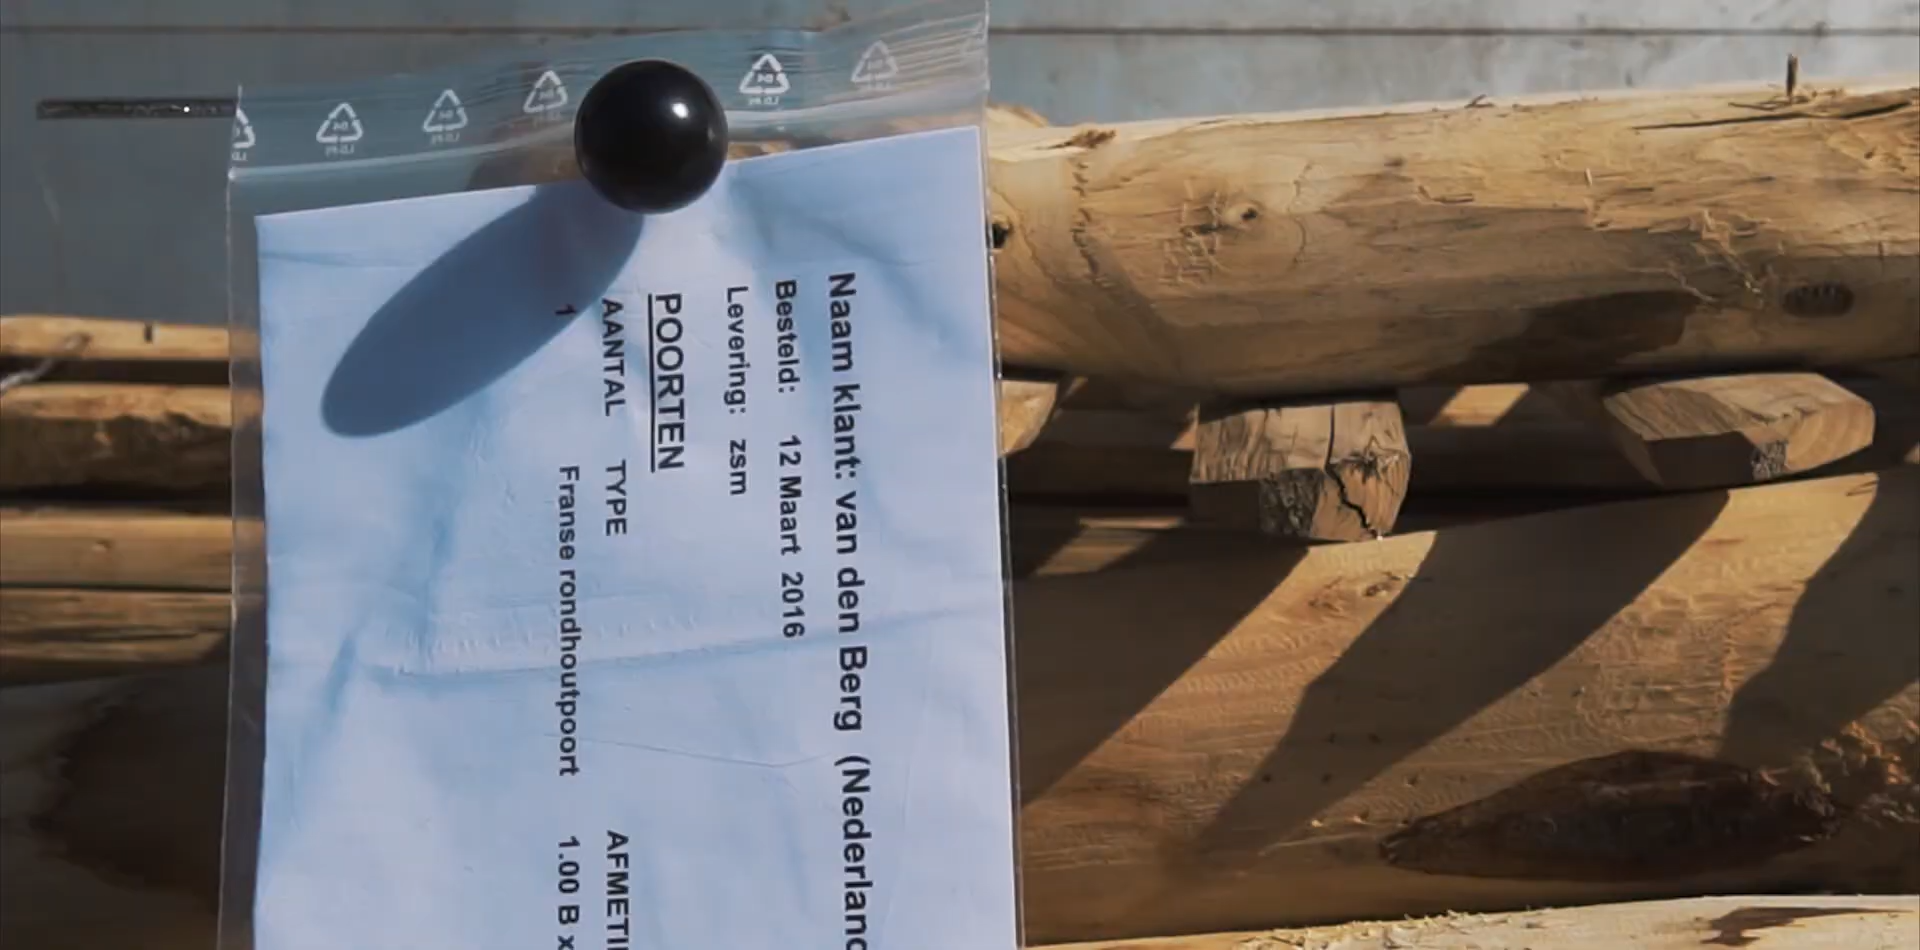 Naam klant: van den Berg (Nederland
Besteld: 12 Maart 2016
Levering: zsm
POORTEN
AANTAL TYPE AFMETI
1 Franse rondhoutpoort 1.00 B x